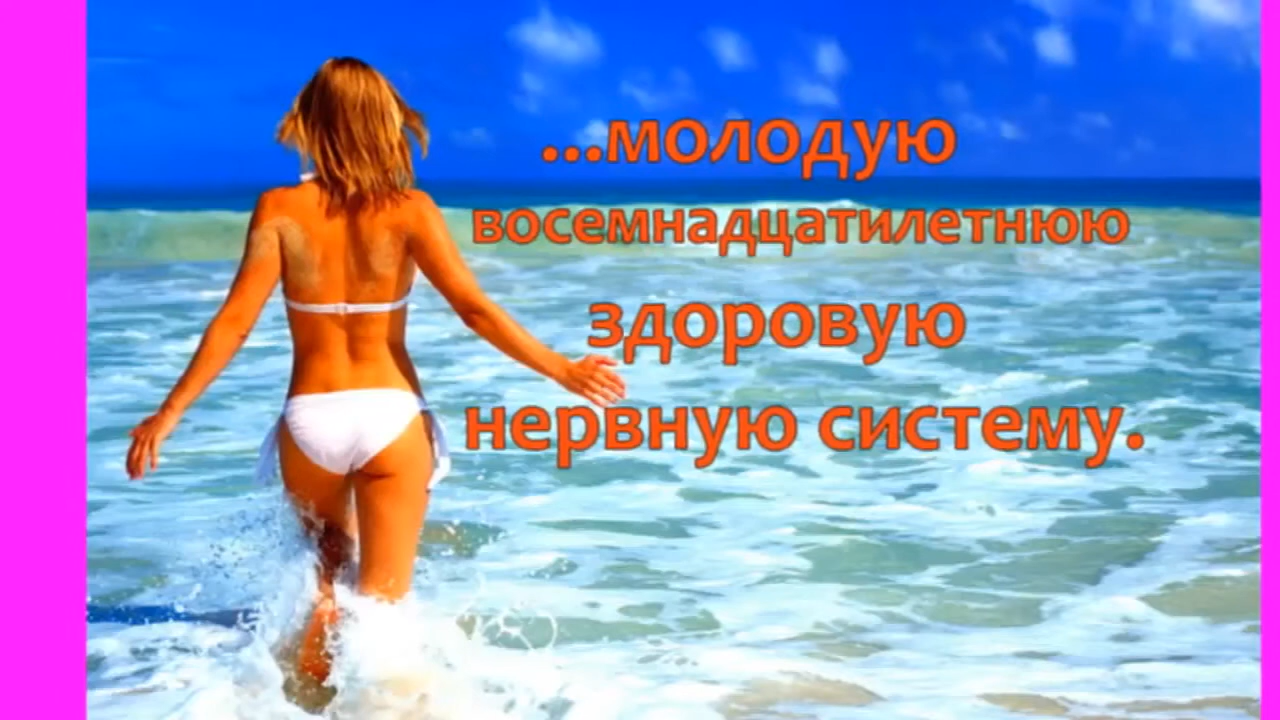 ...молодую
восемнадцатилетнюю
здоровую
нервную систему.